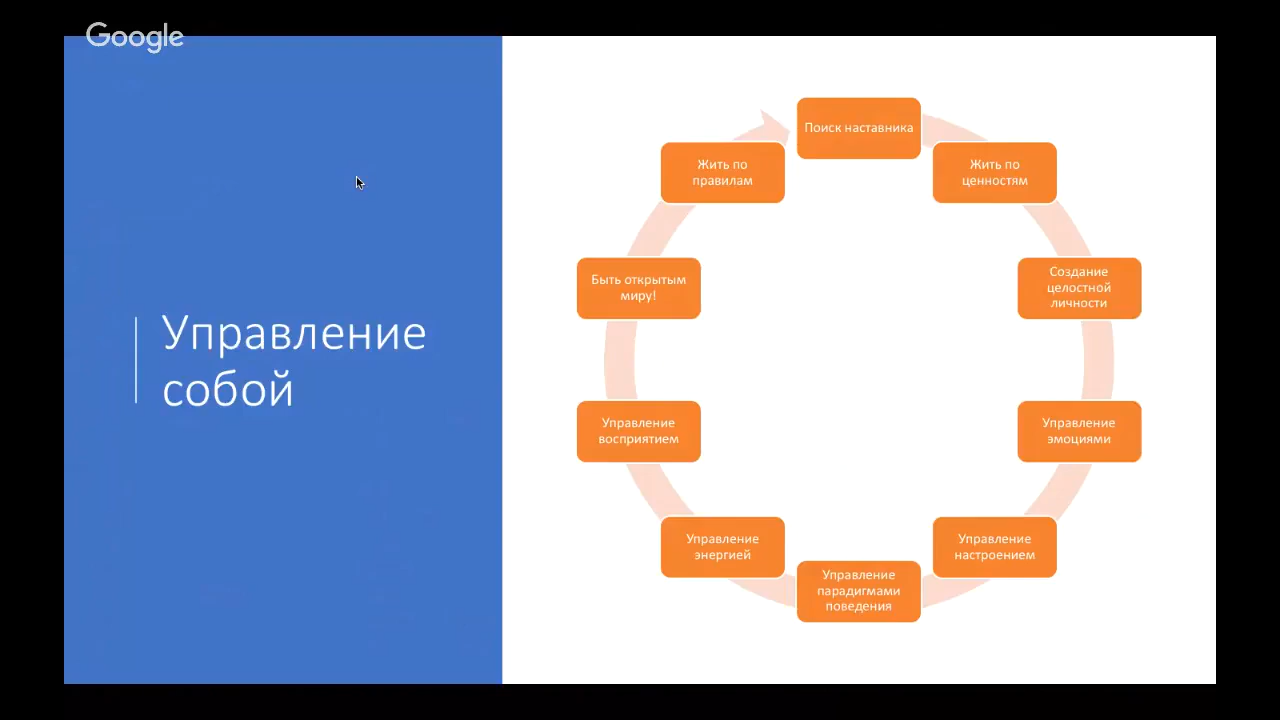 Google
Управление
собой
Поиск наставника
Жить по
ценностям
Создание
целостной
личности
Управление
эмоциями
Управление
настроением
Управление
парадигмами
поведения
Управление
энергией
Управление
восприятием
Быть открытым
миру!
Жить по
правилам